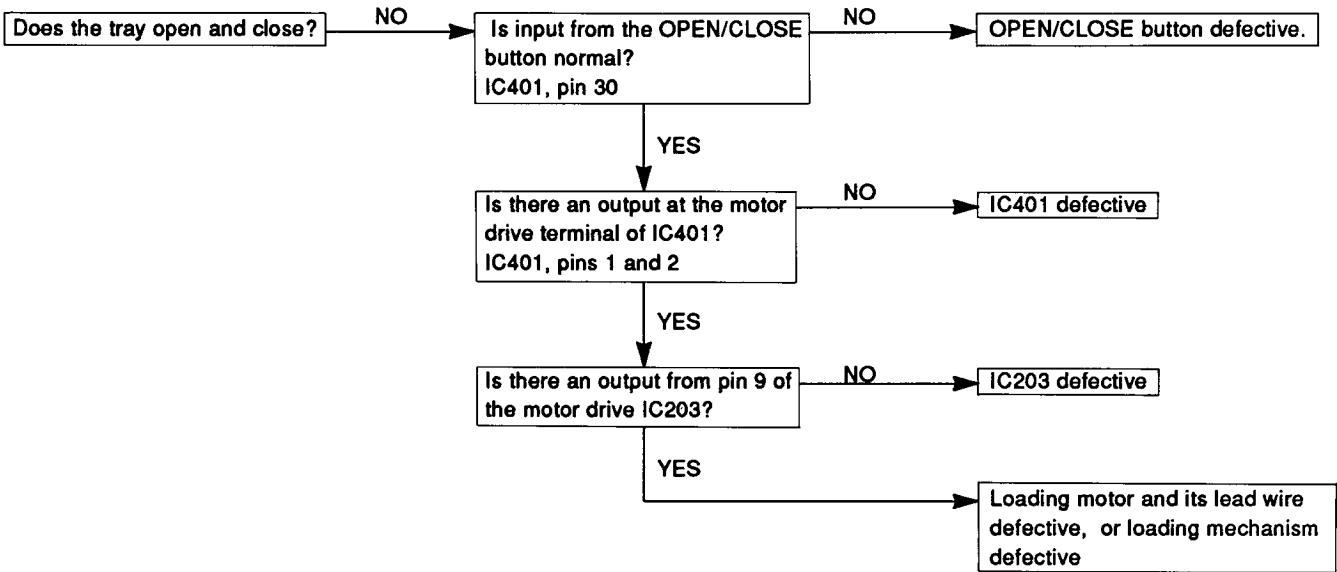 Does the tray open and close?
NO
Is input from the OPEN/CLOSE
button normal?
IC401, pin 30
NO
OPEN/CLOSE button defective.
YES
Is there an output at the motor
drive terminal of IC401?
IC401, pins 1 and 2
NO
IC401 defective
YES
Is there an output from pin 9 of
the motor drive IC203?
NO
IC203 defective
YES
Loading motor and its lead wire
defective, or loading mechanism
defective